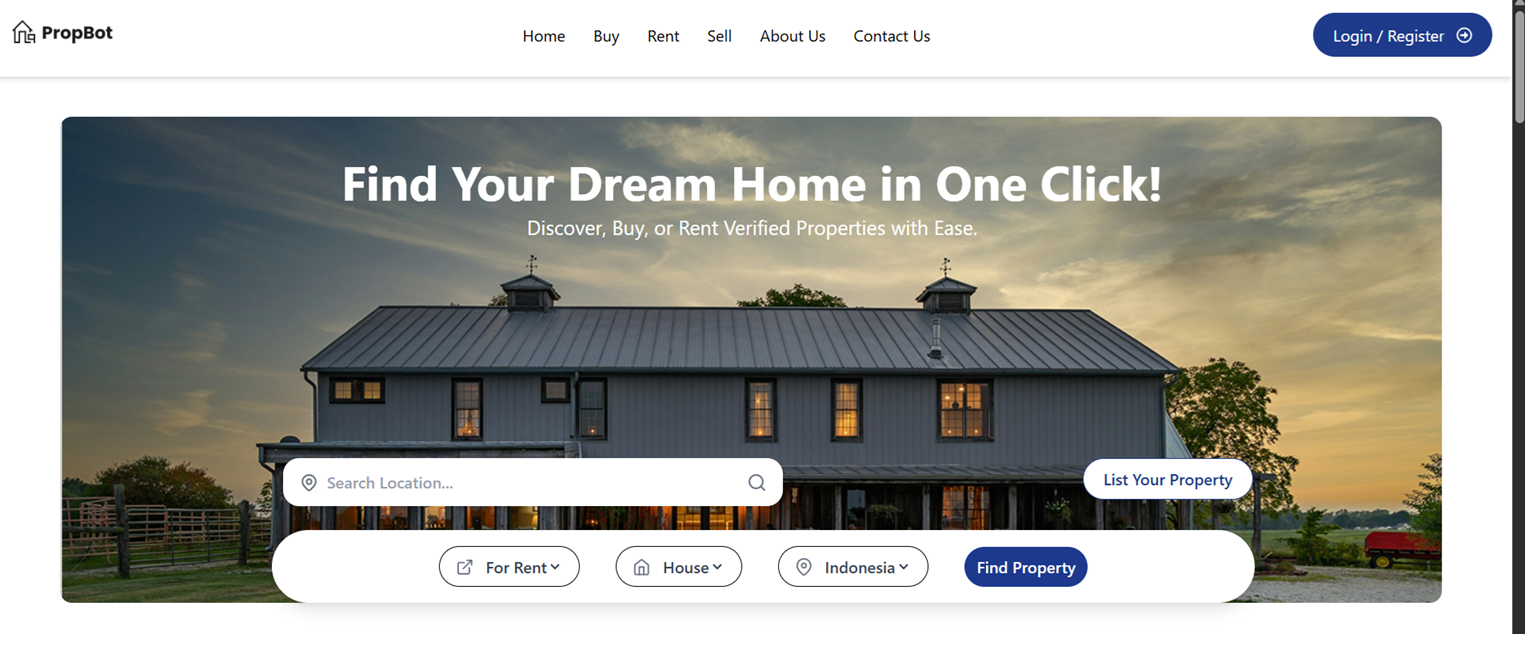 PropBot
Home Buy Rent Sell About Us Contact Us
Login / Register
Find Your Dream Home in One Click!
Discover, Buy, or Rent Verified Properties with Ease.
Search Location...
List Your Property
For Rent House Indonesia Find Property